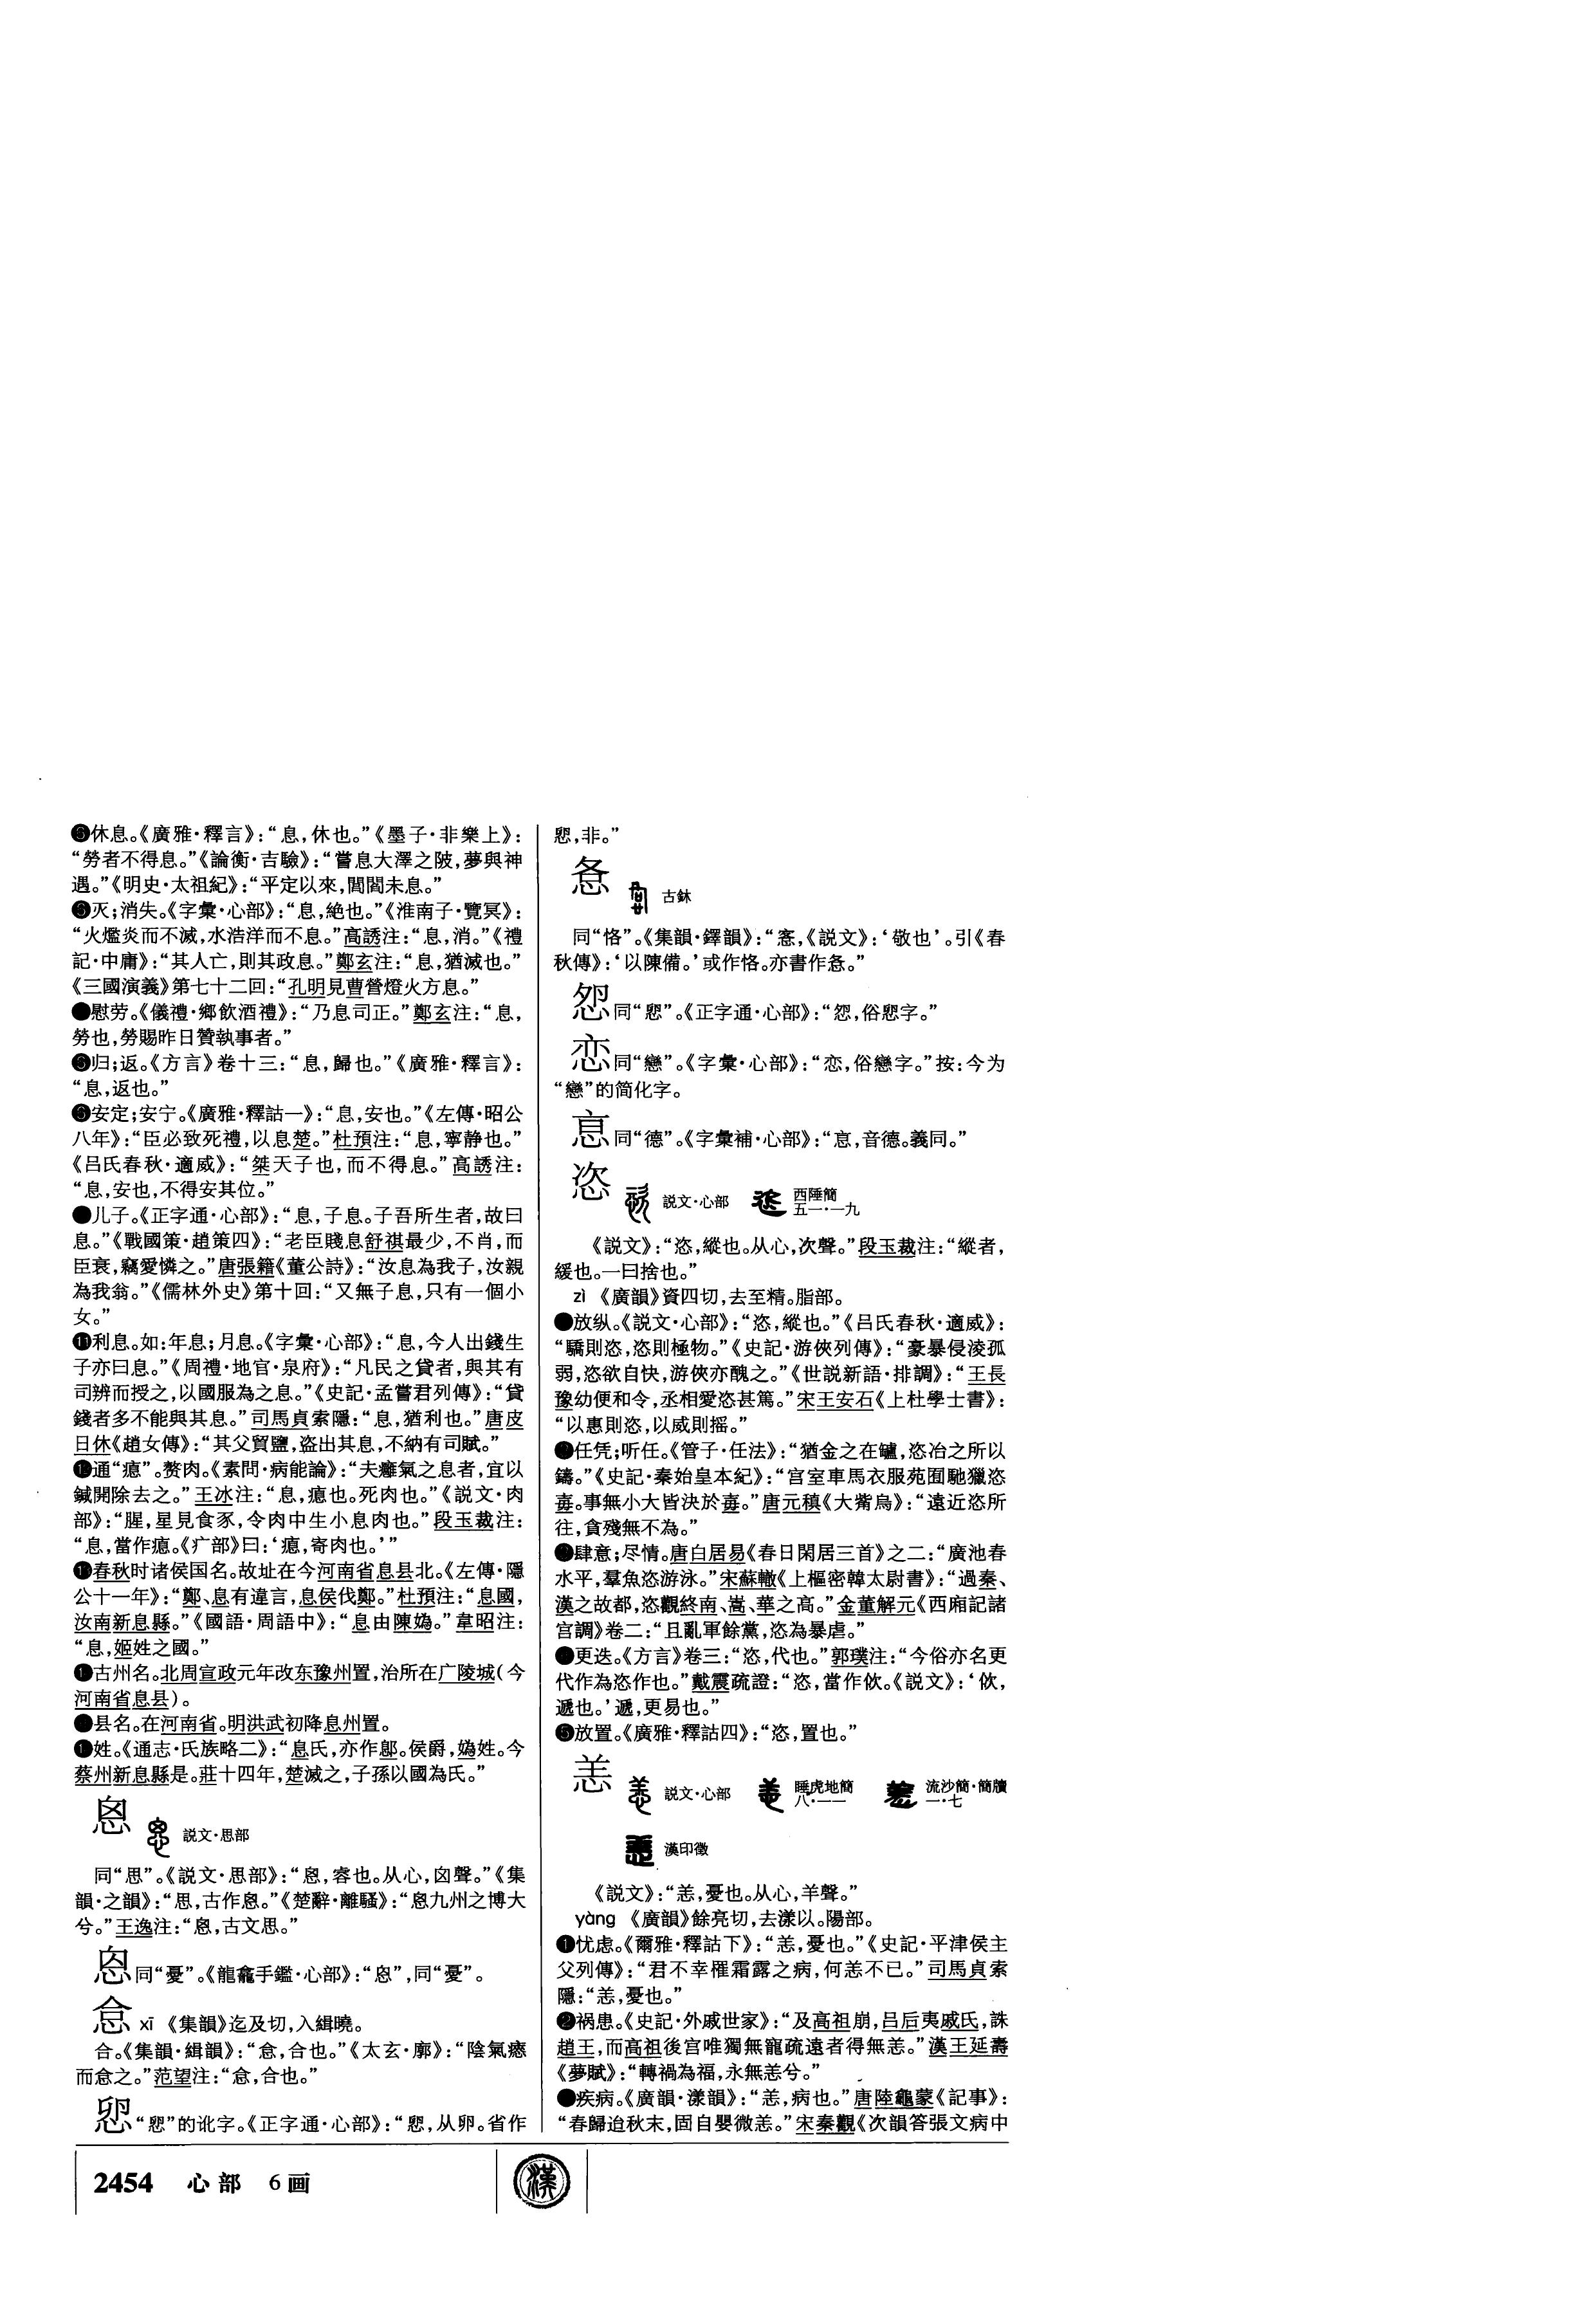 休息。《廣雅·釋言》：“息，休也。”《墨子·非樂上》：
“勞者不得息。”《論衡·吉驗》：“嘗息大澤之陂，夢與神
遇。”《明史·太祖紀》：“平定以來，閭閻未息。”
灭；消失。《字彙·心部》：“息，絶也。”《淮南子·覽冥》：
“火爁炎而不滅，水浩洋而不息。”高誘注：“息，消。”《禮
記·中庸》：“其人亡，則其政息。”鄭玄注：“息，猶滅也。”
《三國演義》第七十二回：“孔明見曹營燈火方息。”
慰劳。《儀禮·鄉飲酒禮》：“乃息司正。”鄭玄注：“息，
勞也，勞賜昨日贊執事者。”
归；返。《方言》卷十三：“息，歸也。”《廣雅·釋言》：
“息，返也。”
安定；安宁。《廣雅·釋詁一》：“息，安也。”《左傳·昭公
八年》：“臣必致死禮，以息楚。”杜預注：“息，寧静也。”
《吕氏春秋·適威》：“桀天子也，而不得息。”高誘注：
“息，安也，不得安其位。”
儿子。《正字通·心部》：“息，子息。子吾所生者，故曰
息。”《戰國策·趙策四》：“老臣賤息舒祺最少，不肖，而
臣衰，竊愛憐之。”唐張籍《董公詩》：“汝息為我子，汝親
為我翁。”《儒林外史》第十回：“又無子息，只有一個小
女。”
⑪利息。如：年息；月息。《字彙·心部》：“息，今人出錢生
子亦曰息。”《周禮·地官·泉府》：“凡民之貸者，與其有
司辨而授之，以國服為之息。”《史記·孟嘗君列傳》：“貸
錢者多不能與其息。”司馬貞索隱：“息，猶利也。”唐皮
日休《趙女傳》：“其父貿鹽，盗出其息，不納有司賦。”
通“瘜”。赘肉。《素問·病能論》：“夫癰氣之息者，宜以
鍼開除去之。”王冰注：“息，瘜也。死肉也。”《説文·肉
部》：“腥，星見食豕，令肉中生小息肉也。”段玉裁注：
“息，當作瘜。《疒部》曰：‘瘜，寄肉也。’”
春秋时诸侯国名。故址在今河南省息县北。《左傳·隱
公十一年》：“鄭、息有違言，息侯伐鄭。”杜預注：“息國，
汝南新息縣。”《國語·周語中》：“息由陳嬀。”韋昭注：
“息，姬姓之國。”
古州名。北周宣政元年改东豫州置，治所在广陵城（今
河南省息县）。
县名。在河南省。明洪武初降息州置。
姓。《通志·氏族略二》：“息氏，亦作鄎。侯爵，嬀姓。今
蔡州新息縣是。莊十四年，楚滅之，子孫以國為氏。”
恖 説文·思部
同“思”。《説文·思部》：“恖，容也。从心，囟聲。”《集
韻·之韻》：“思，古作恖。”《楚辭·離騷》：“恖九州之博大
兮。”王逸注：“恖，古文思。”
同“憂”。《龍龕手鑑·心部》：“”，同“憂”。
㤥 xī 《集韻》迄及切，入緝曉。
合。《集韻·緝韻》：“㤥，合也。”《太玄·廓》：“陰氣瘱
而㤥之。”范望注：“㤥，合也。”
“怨”的讹字。《正字通·心部》：“，从卯。省作
，非。”
㤩 古鉨
同“恪”。《集韻·鐸韻》：“愙，《説文》：‘敬也’。引《春
秋傳》：‘以陳備。’或作恪。亦書作㤩。”
同“”。《正字通·心部》：“，俗字。”
恋同“戀”。《字彙·心部》：“恋，俗戀字。”按：今为
“戀”的简化字。
同“德”。《字彙補·心部》：“，音德。義同。”
恣 説文·心部 西陲簡
五一·一九
《説文》：“恣，縱也。从心，次聲。”段玉裁注：“縱者，
緩也。一曰捨也。”
zì 《廣韻》資四切，去至精。脂部。
放纵。《説文·心部》：“恣，縱也。”《吕氏春秋·適威》：
“驕則恣，恣則極物。”《史記·游俠列傳》：“豪暴侵淩孤
弱，恣欲自快，游俠亦醜之。”《世説新語·排調》：“王長
豫幼便和令，丞相愛恣甚篤。”宋王安石《上杜學士書》：
“以惠則恣，以威則摇。”
任凭；听任。《管子·任法》：“猶金之在罏，恣冶之所以
鑄。”《史記·秦始皇本紀》：“宫室車馬衣服苑囿馳獵恣
毐。事無小大皆決於毐。”唐元稹《大觜烏》：“遠近恣所
往，貪殘無不為。”
肆意；尽情。唐白居易《春日閑居三首》之二：“廣池春
水平，羣魚恣游泳。”宋蘇轍《上樞密韓太尉書》：“過秦、
漢之故都，恣觀終南、嵩、華之高。”金董解元《西廂記諸
宫調》卷二：“且亂軍餘黨，恣為暴虐。”
更迭。《方言》卷三：“恣，代也。”郭璞注：“今俗亦名更
代作為恣作也。”戴震疏證：“恣，當作佽。《説文》：‘佽，
遞也。’遞，更易也。”
❺放置。《廣雅·釋詁四》：“恣，置也。”
恙 説文·心部 睡虎地簡
八·一一 流沙簡·簡牘
一·七
漢印徵
《説文》：“恙，憂也。从心，羊聲。”
yàng 《廣韻》餘亮切，去漾以。陽部。
❶忧虑。《爾雅·釋詁下》：“恙，憂也。”《史記·平津侯主
父列傳》：“君不幸罹霜露之病，何恙不已。”司馬貞索
隱：“恙，憂也。”
❷祸患。《史記·外戚世家》：“及高祖崩，吕后夷戚氏，誅
趙王，而高祖後宫唯獨無寵疏遠者得無恙。”漢王延壽
《夢賦》：“轉禍為福，永無恙兮。”
疾病。《廣韻·漾韻》：“恙，病也。”唐陸龜蒙《記事》：
“春歸迨秋末，固自嬰微恙。”宋秦觀《次韻答張文病中
2454 心部 6画
漢